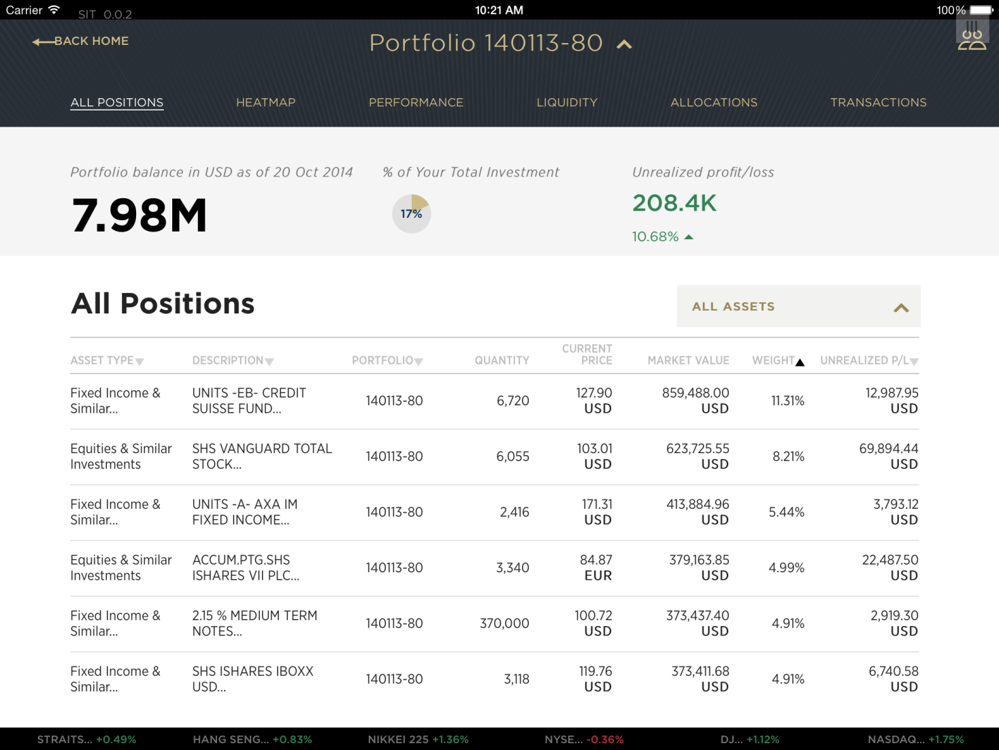 Carrier
SIT 0.0.2
10:21 AM
100%
BACK HOME
Portfolio 140113-80
ALL POSITIONS
HEATMAP
PERFORMANCE
LIQUIDITY
ALLOCATIONS
TRANSACTIONS
Portfolio balance in USD as of 20 Oct 2014
7.98M
% of Your Total Investment
17%
Unrealized profit/loss
208.4K
10.68%
All Positions
ALL ASSETS
ASSET TYPE DESCRIPTION PORTFOLIO QUANTITY CURRENT PRICE MARKET VALUE WEIGHT UNREALIZED P/L
Fixed Income & UNITS -EB- CREDIT 140113-80 6,720 127.90 859,488.00 11.31% 12,987.95
Similar... SUISSE FUND... USD USD USD
Equities & Similar SHS VANGUARD TOTAL 140113-80 6,055 103.01 623,725.55 8.21% 69,894.44
Investments STOCK... USD USD USD
Fixed Income & UNITS -A- AXA IM 140113-80 2,416 171.31 413,884.96 5.44% 3,793.12
Similar... FIXED INCOME... USD USD USD
Equities & Similar ACCUM.PTG.SHS 140113-80 3,340 84.87 379,163.85 4.99% 22,487.50
Investments ISHARES VII PLC... EUR USD USD
Fixed Income & 2.15 % MEDIUM TERM 140113-80 370,000 100.72 373,437.40 4.91% 2,919.30
Similar... NOTES... USD USD USD
Fixed Income & SHS ISHARES IBOXX 140113-80 3,118 119.76 373,411.68 4.91% 6,740.58
Similar... USD... USD USD USD
STRAITS... +0.49% HANG SENG... +0.83% NIKKEI 225 +1.36% NYSE... -0.36% DJ... +1.12% NASDAQ... +1.75%